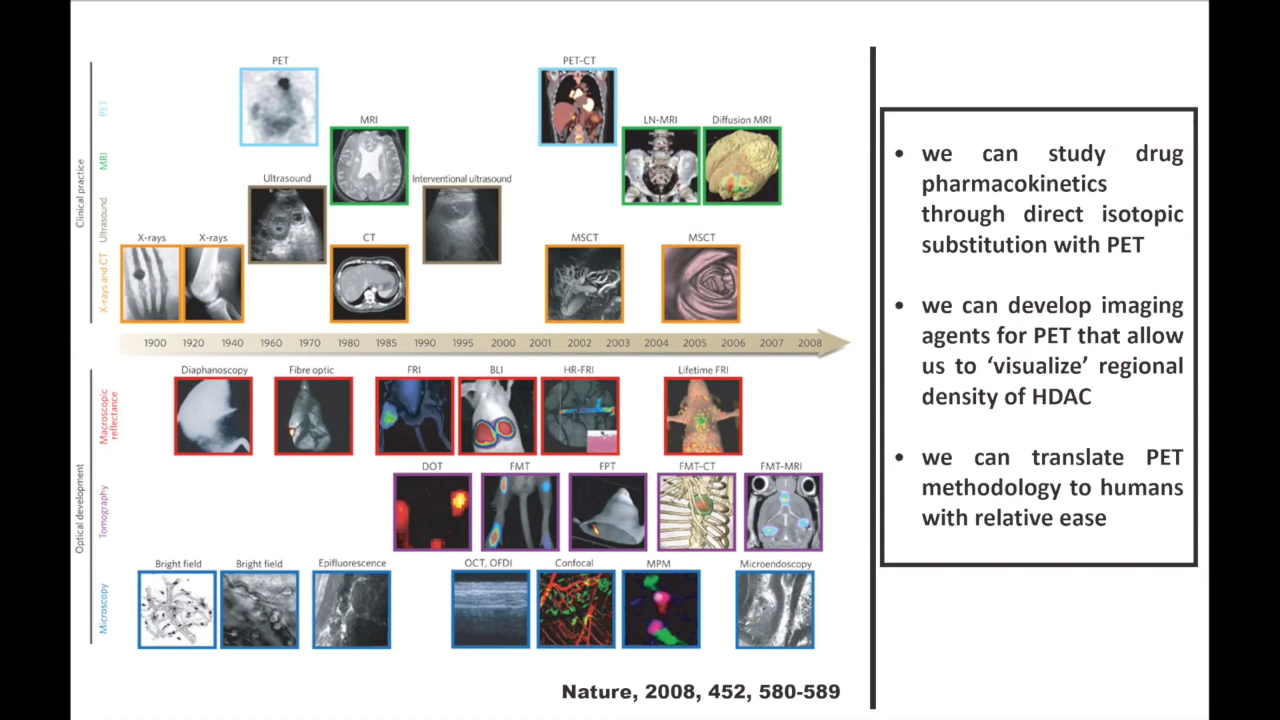 PET
PET-CT
MRI
LN-MRI
Diffusion MRI
Ultrasound
Interventional ultrasound
X-rays
X-rays
CT
MSCT
MSCT
Clinical practice
PET
MRI
Ultrasound
X-rays and CT
1900 1920 1940 1960 1970 1980 1985 1990 1995 2000 2001 2002 2003 2004 2005 2006 2007 2008
Optical development
Macroscopic
reflectance
Tomography
Microscopy
Diaphanoscopy
Fibre optic
FRI
BLI
HR-FRI
Lifetime FRI
DOT
FMT
FPT
FMT-CT
FMT-MRI
Bright field
Bright field
Epifluorescence
OCT, OFDI
Confocal
MPM
Microendoscopy
Nature, 2008, 452, 580-589
• we can study drug
pharmacokinetics
through direct isotopic
substitution with PET
• we can develop imaging
agents for PET that allow
us to ‘visualize’ regional
density of HDAC
• we can translate PET
methodology to humans
with relative ease